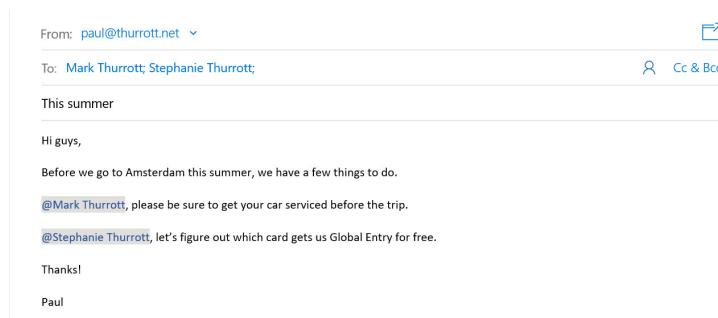 From: paul@thurrott.net
To: Mark Thurrott; Stephanie Thurrott; Cc &
This summer
Hi guys,
Before we go to Amsterdam this summer, we have a few things to do.
@Mark Thurrott, please be sure to get your car serviced before the trip.
@Stephanie Thurrott, let's figure out which card gets us Global Entry for free.
Thanks!
Paul